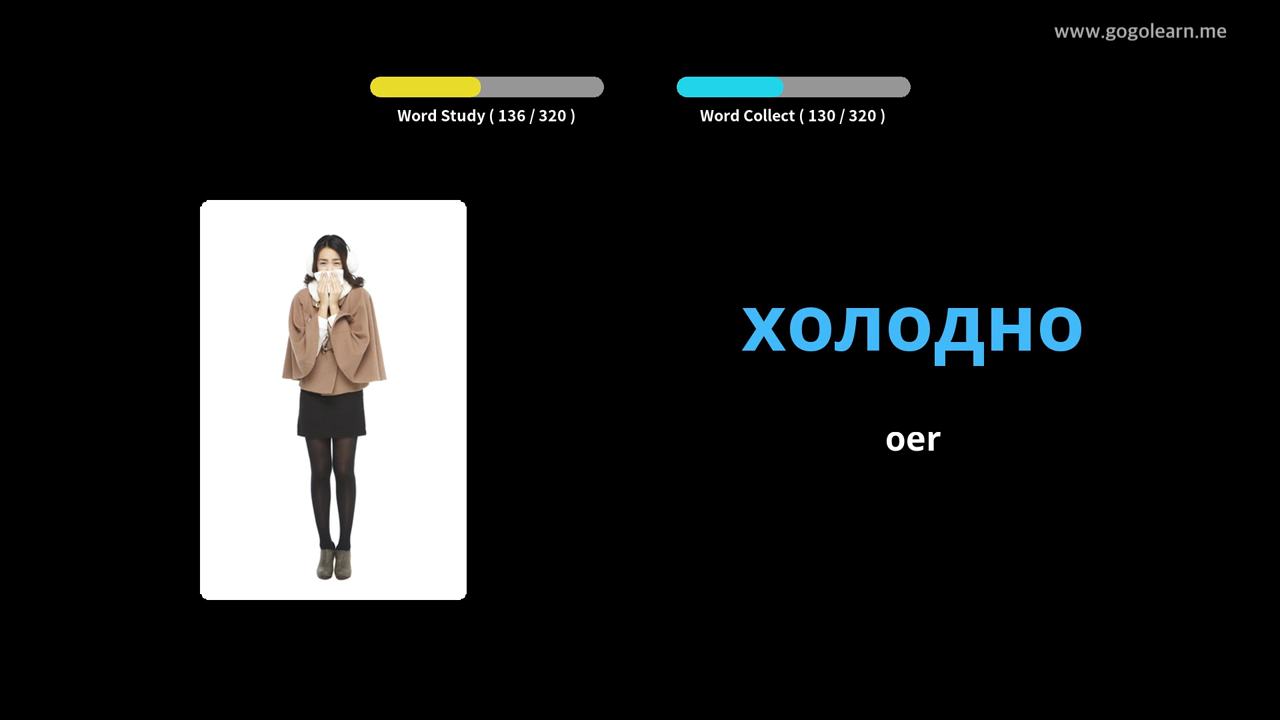 www.gogolearn.me
Word Study ( 136 / 320 )
Word Collect ( 130 / 320 )
холодно
oer